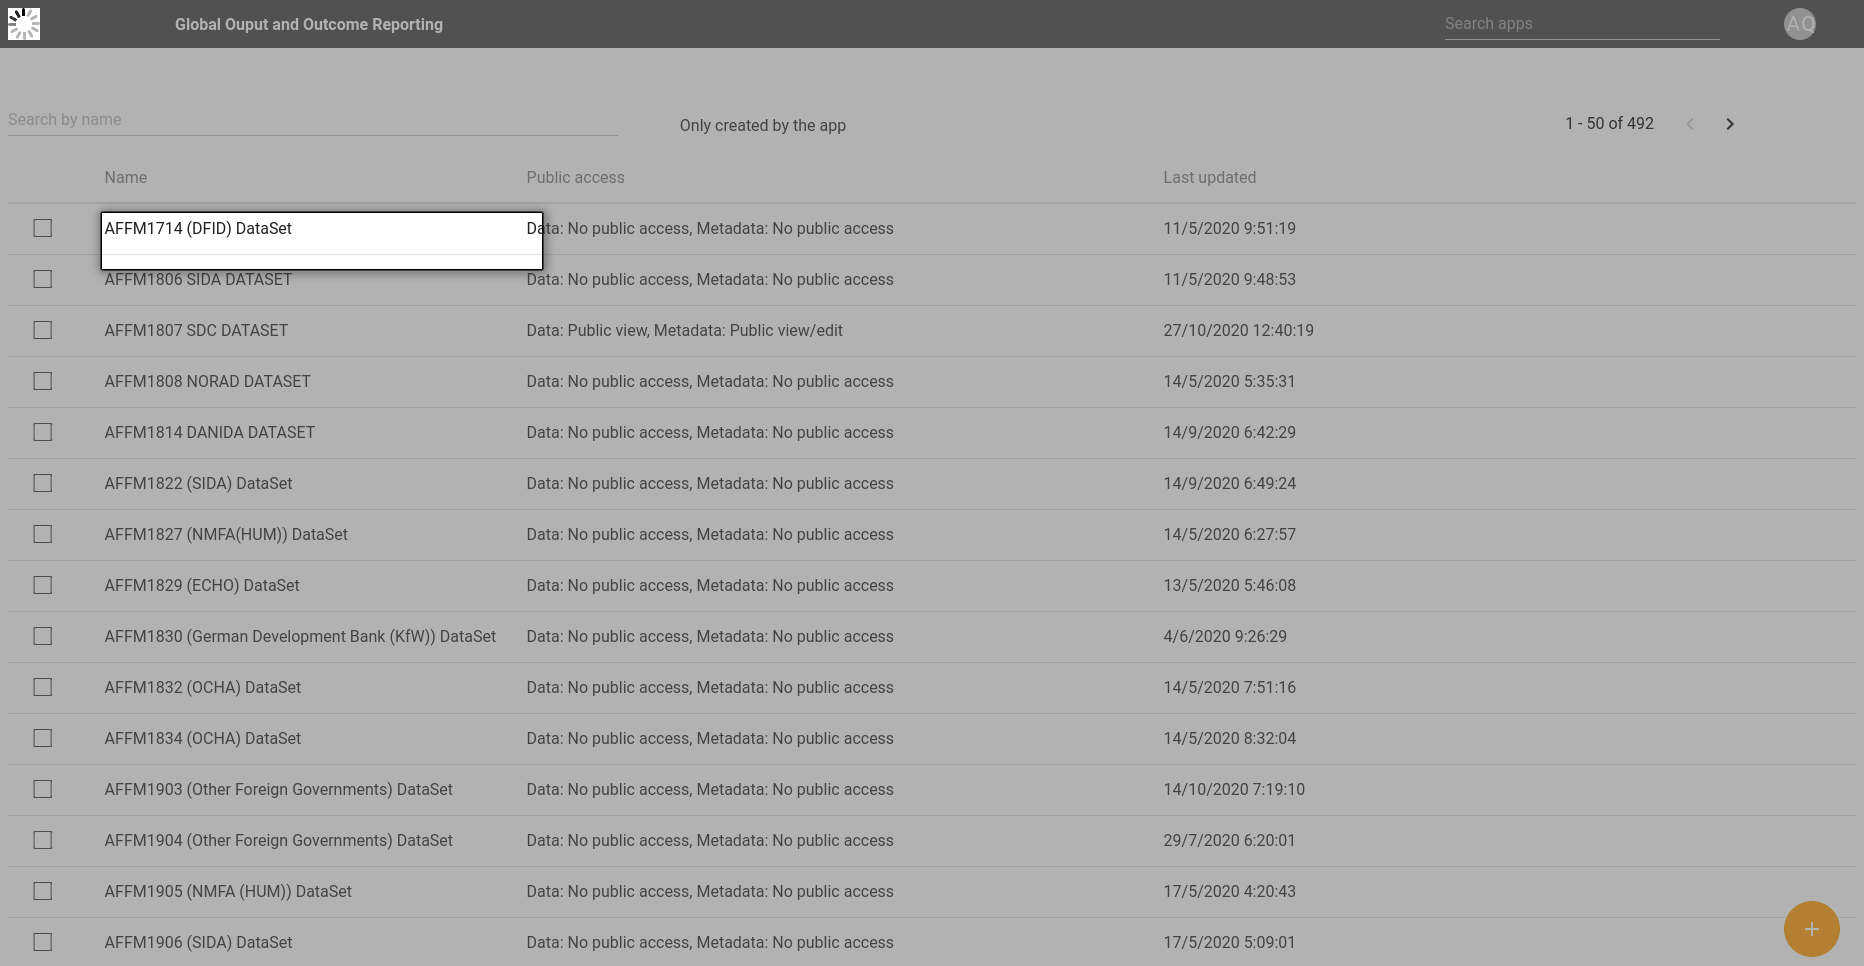 Global Ouput and Outcome Reporting
Search apps
AQ
Search by name
Only created by the app
1 - 50 of 492
Name Public access Last updated
AFFM1714 (DFID) DataSet Data: No public access, Metadata: No public access 11/5/2020 9:51:19
AFFM1806 SIDA DATASET Data: No public access, Metadata: No public access 11/5/2020 9:48:53
AFFM1807 SDC DATASET Data: Public view, Metadata: Public view/edit 27/10/2020 12:40:19
AFFM1808 NORAD DATASET Data: No public access, Metadata: No public access 14/5/2020 5:35:31
AFFM1814 DANIDA DATASET Data: No public access, Metadata: No public access 14/9/2020 6:42:29
AFFM1822 (SIDA) DataSet Data: No public access, Metadata: No public access 14/9/2020 6:49:24
AFFM1827 (NMFA(HUM)) DataSet Data: No public access, Metadata: No public access 14/5/2020 6:27:57
AFFM1829 (ECHO) DataSet Data: No public access, Metadata: No public access 13/5/2020 5:46:08
AFFM1830 (German Development Bank (KfW)) DataSet Data: No public access, Metadata: No public access 4/6/2020 9:26:29
AFFM1832 (OCHA) DataSet Data: No public access, Metadata: No public access 14/5/2020 7:51:16
AFFM1834 (OCHA) DataSet Data: No public access, Metadata: No public access 14/5/2020 8:32:04
AFFM1903 (Other Foreign Governments) DataSet Data: No public access, Metadata: No public access 14/10/2020 7:19:10
AFFM1904 (Other Foreign Governments) DataSet Data: No public access, Metadata: No public access 29/7/2020 6:20:01
AFFM1905 (NMFA (HUM)) DataSet Data: No public access, Metadata: No public access 17/5/2020 4:20:43
AFFM1906 (SIDA) DataSet Data: No public access, Metadata: No public access 17/5/2020 5:09:01